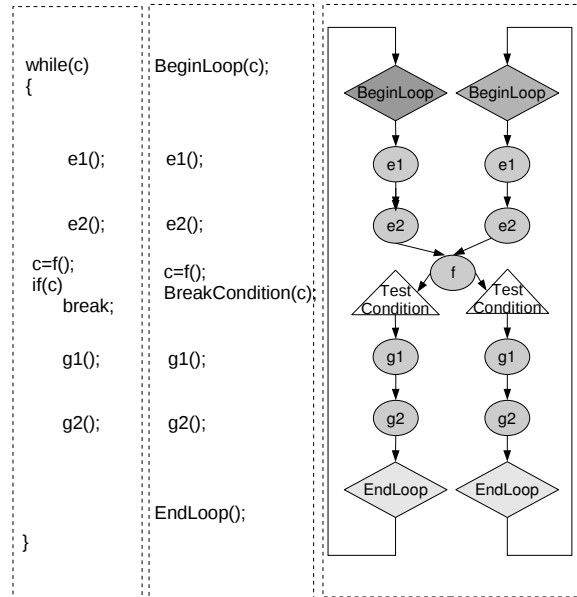 while(c)
{
e1();
e2();
c=f();
if(c)
break;
g1();
g2();
}
BeginLoop(c);
e1();
e2();
c=f();
BreakCondition(c);
g1();
g2();
EndLoop();
BeginLoop
BeginLoop
e1
e1
e2
e2
f
Test
Condition
Test
Condition
g1
g1
g2
g2
EndLoop
EndLoop